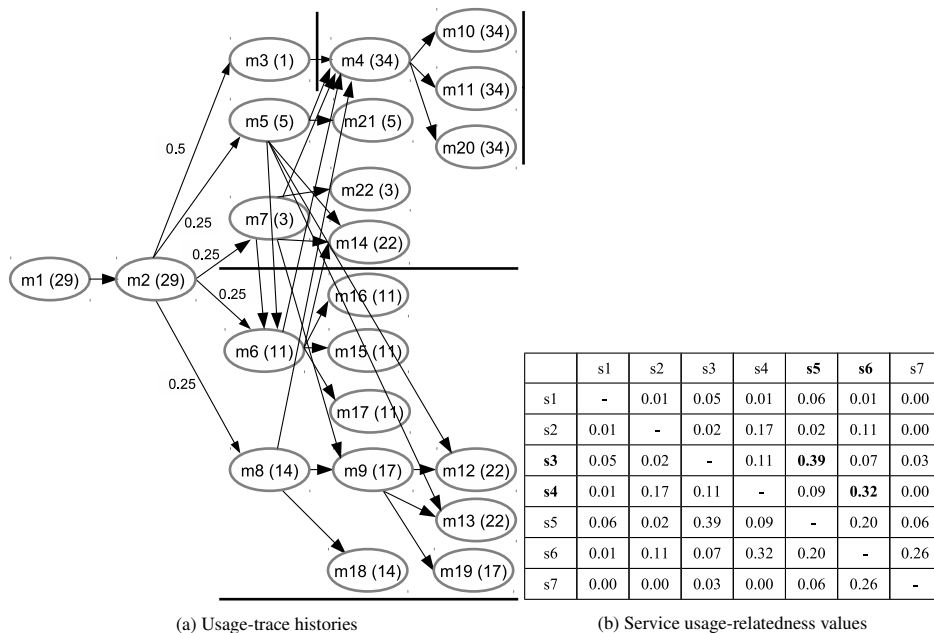 m10 (34)
m3 (1)
m4 (34)
m11 (34)
m5 (5)
m21 (5)
m20 (34)
0.5
m22 (3)
m7 (3)
0.25
m14 (22)
0.25
m1 (29)
m2 (29)
0.25
m16 (11)
m6 (11)
m15 (11)
0.25
m17 (11)
m8 (14)
m9 (17)
m12 (22)
m13 (22)
m18 (14)
m19 (17)
(a) Usage-trace histories
s1 s2 s3 s4 s5 s6 s7
s1 - 0.01 0.05 0.01 0.06 0.01 0.00
s2 0.01 - 0.02 0.17 0.02 0.11 0.00
s3 0.05 0.02 - 0.11 0.39 0.07 0.03
s4 0.01 0.17 0.11 - 0.09 0.32 0.00
s5 0.06 0.02 0.39 0.09 - 0.20 0.06
s6 0.01 0.11 0.07 0.32 0.20 - 0.26
s7 0.00 0.00 0.03 0.00 0.06 0.26 -
(b) Service usage-relatedness values